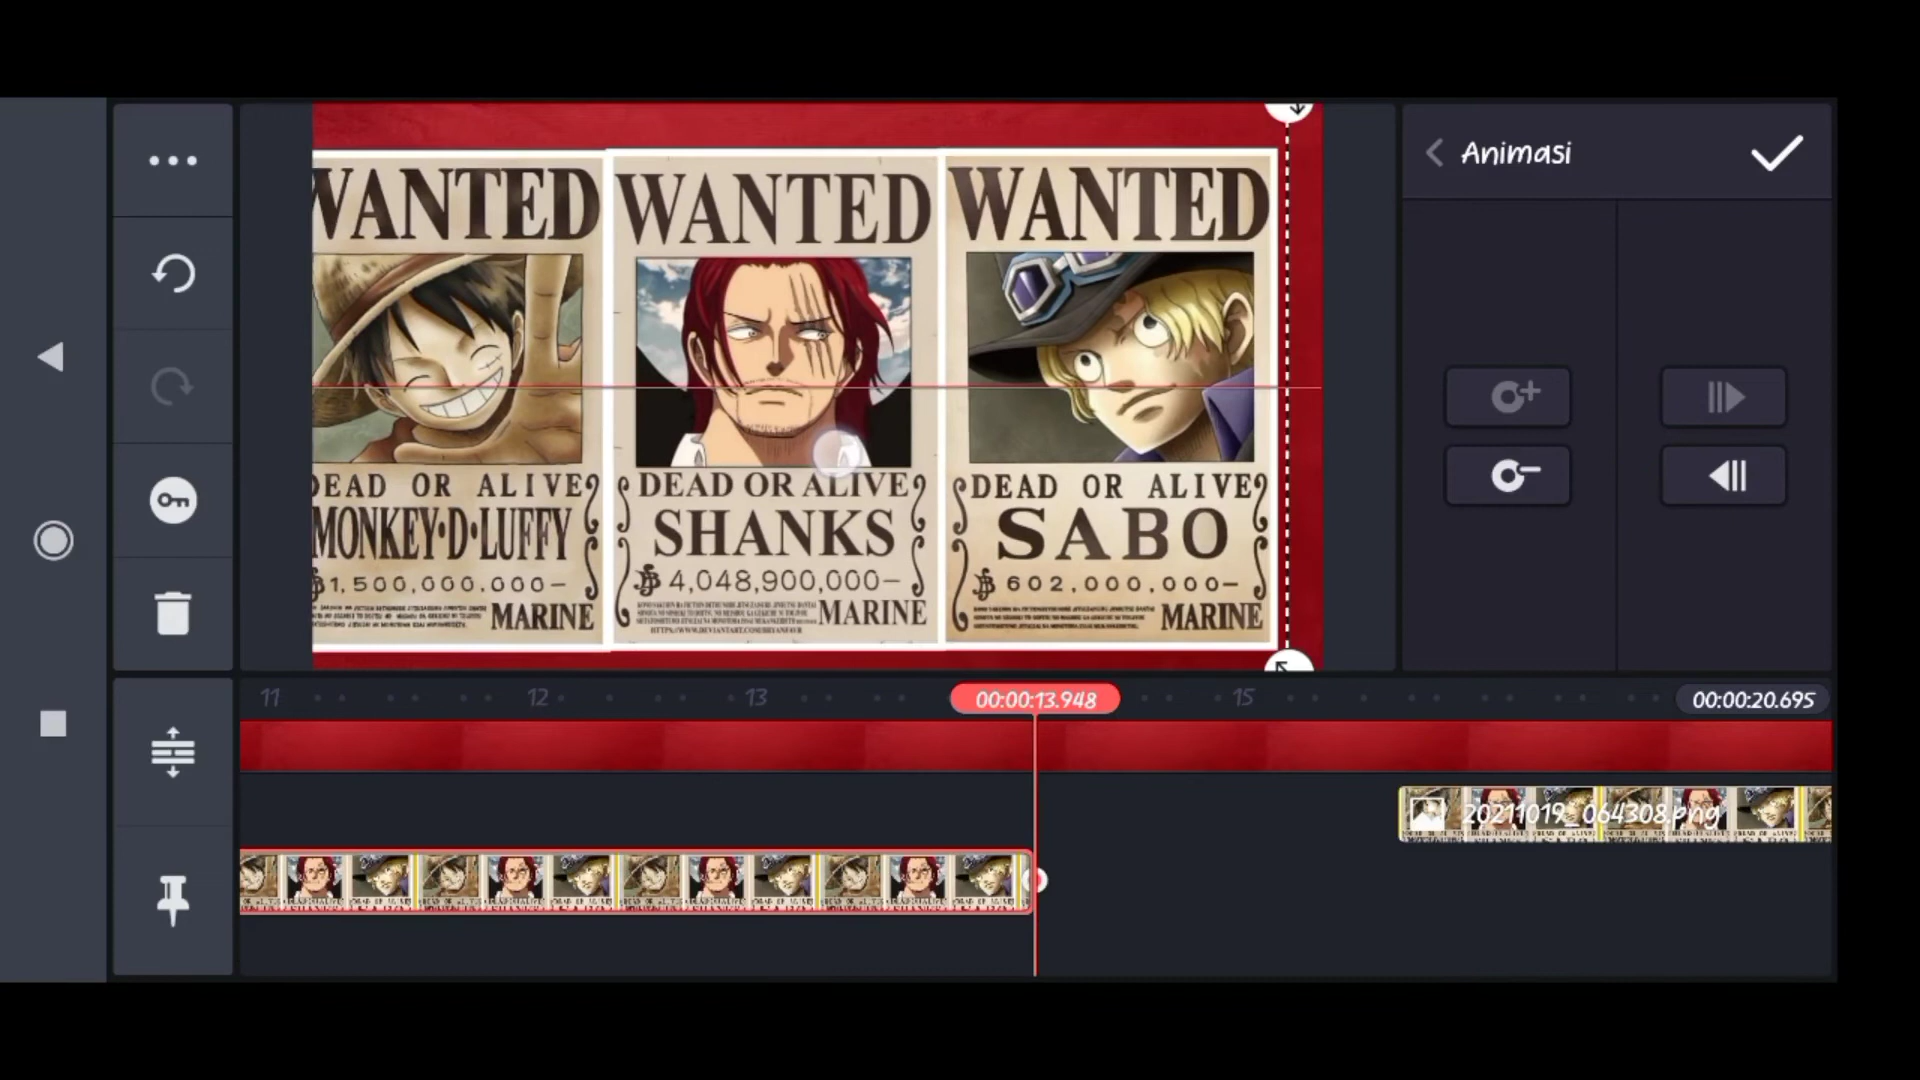 Animasi
WANTED WANTED WANTED
DEAD OR ALIVE DEAD OR ALIVE DEAD OR ALIVE
MONKEY·D·LUFFY SHANKS SABO
1,500,000,000- 4,048,900,000- 602,000,000-
MARINE MARINE MARINE
11 12 13 00:00:13.948 15 00:00:20.695
20211019_064308.png